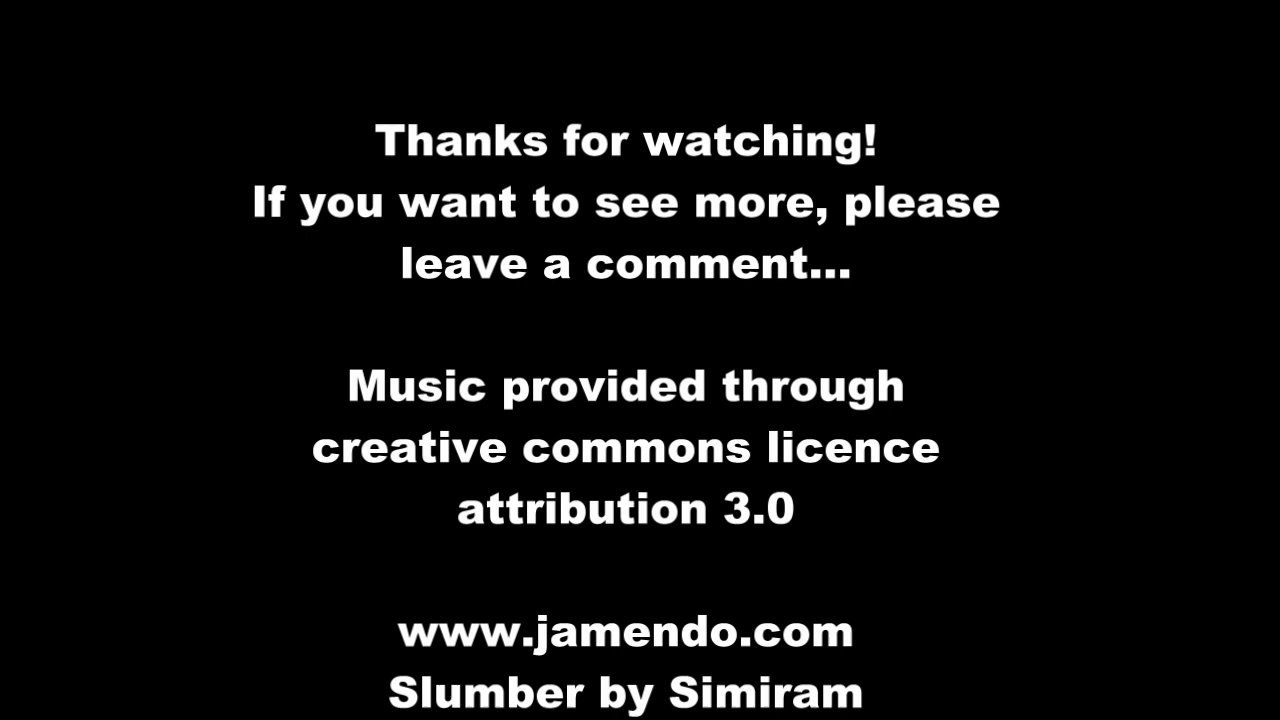 Thanks for watching!
If you want to see more, please
leave a comment...
Music provided through
creative commons licence
attribution 3.0
www.jamendo.com
Slumber by Simiram